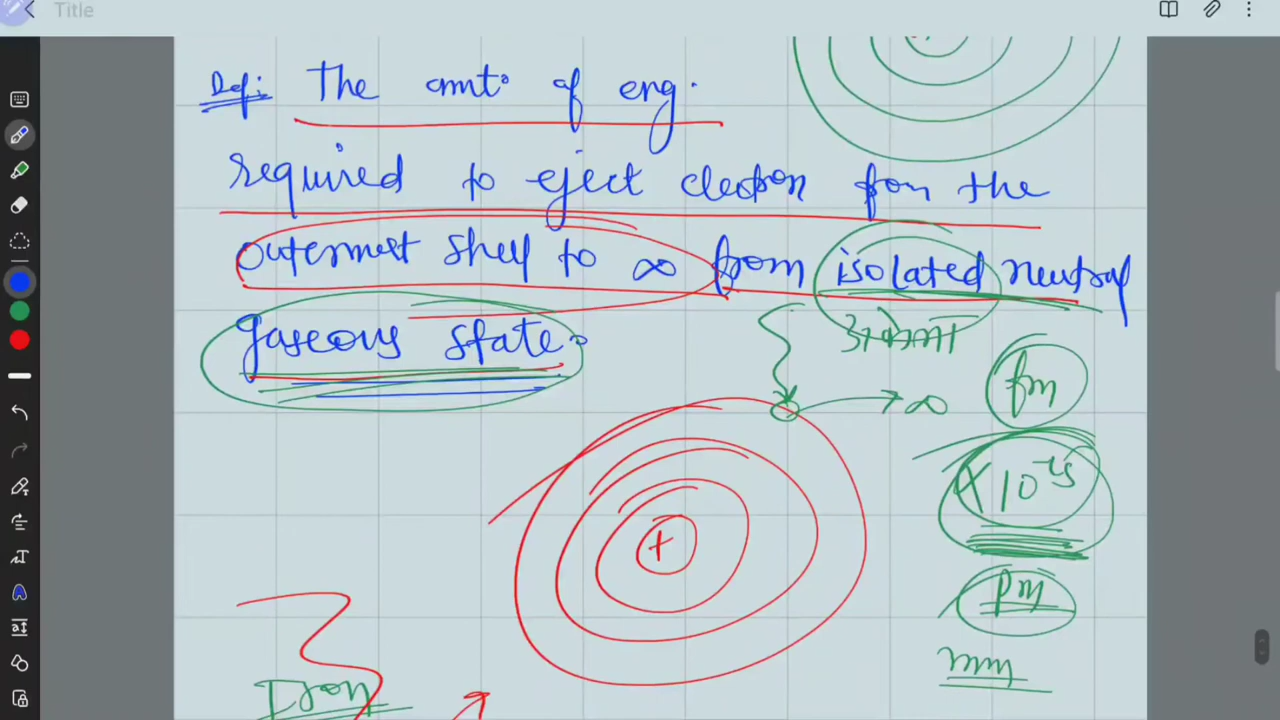 Title
Def: The amt. of eng.
required to eject electron from the
outermost shell to ∞ from isolated neutral
gaseous state.
→ ∞
fm
×10⁻¹⁵
pm
+
mm
Iron